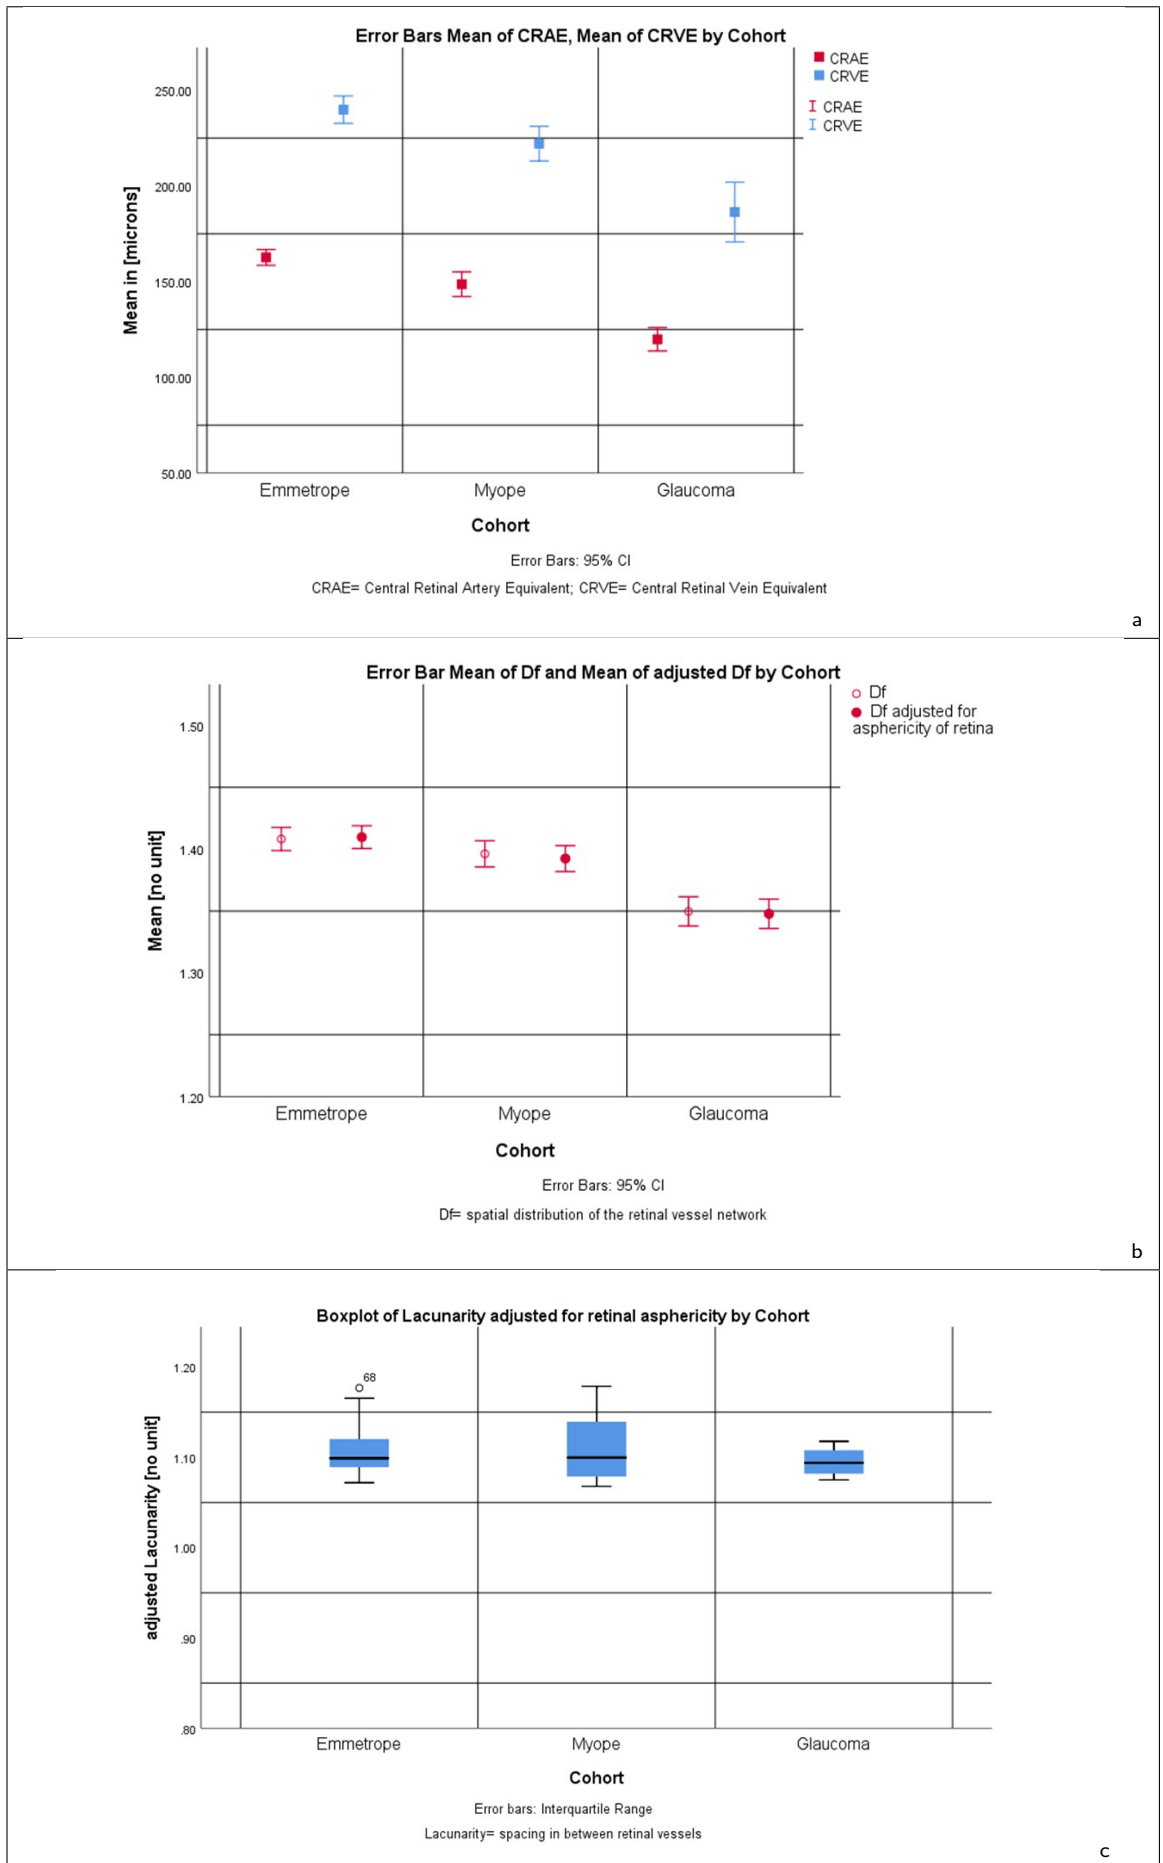 Error Bars Mean of CRAE, Mean of CRVE by Cohort
CRAE
CRVE
CRAE
CRVE
Mean in [microns]
250.00
200.00
150.00
100.00
50.00
Emmetrope Myope Glaucoma
Cohort
Error Bars: 95% CI
CRAE= Central Retinal Artery Equivalent; CRVE= Central Retinal Vein Equivalent
a
Error Bar Mean of Df and Mean of adjusted Df by Cohort
Df
Df adjusted for
asphericity of retina
Mean [no unit]
1.50
1.40
1.30
1.20
Emmetrope Myope Glaucoma
Cohort
Error Bars: 95% CI
Df= spatial distribution of the retinal vessel network
b
Boxplot of Lacunarity adjusted for retinal asphericity by Cohort
adjusted Lacunarity [no unit]
1.20
1.10
1.00
.90
.80
68
Emmetrope Myope Glaucoma
Cohort
Error bars: Interquartile Range
Lacunarity= spacing in between retinal vessels
c